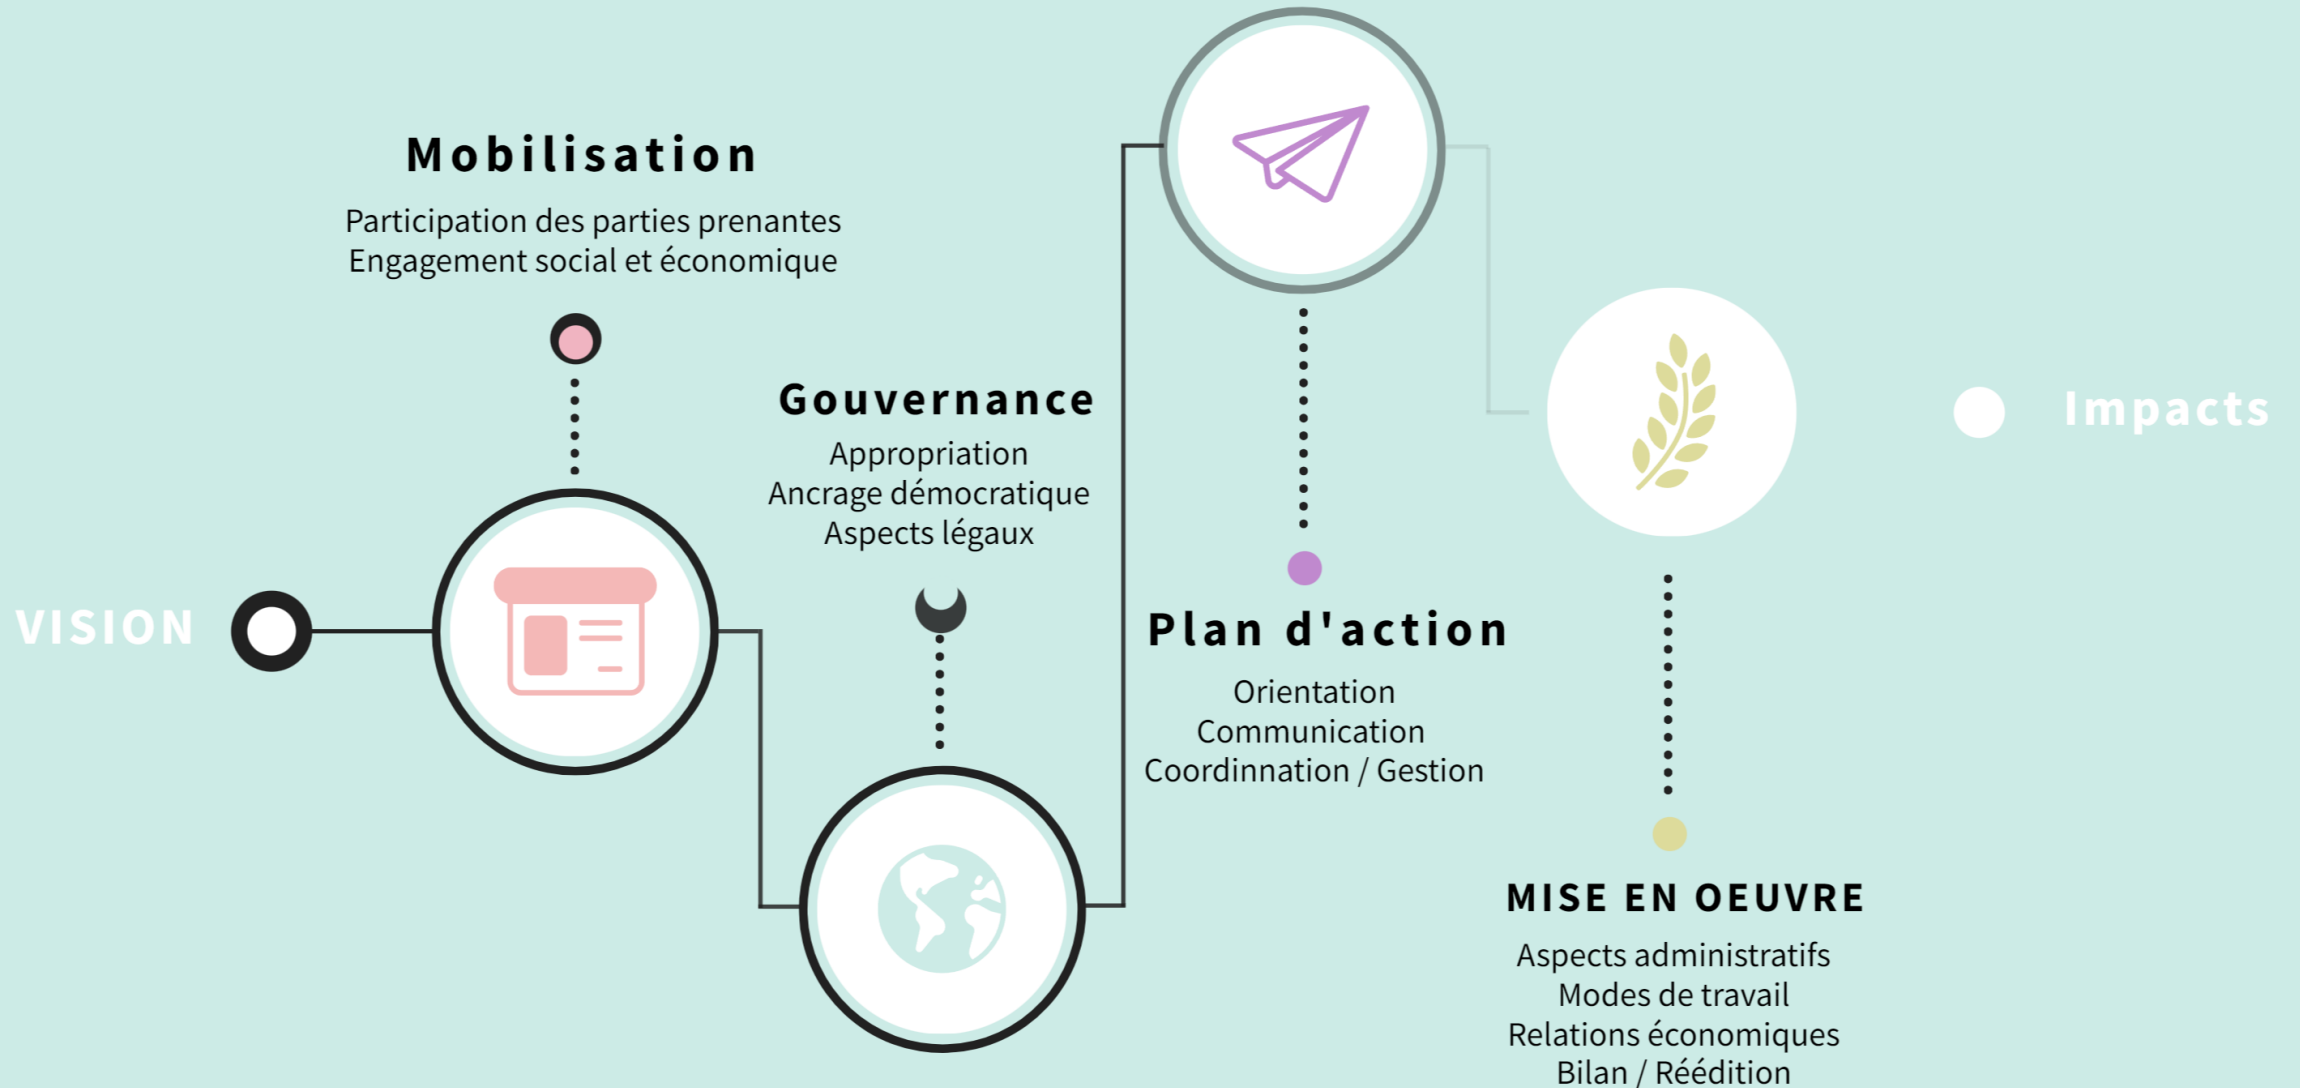 VISION
Mobilisation
Participation des parties prenantes
Engagement social et économique
Gouvernance
Appropriation
Ancrage démocratique
Aspects légaux
Plan d'action
Orientation
Communication
Coordinnation / Gestion
MISE EN OEUVRE
Aspects administratifs
Modes de travail
Relations économiques
Bilan / Réédition
Impacts